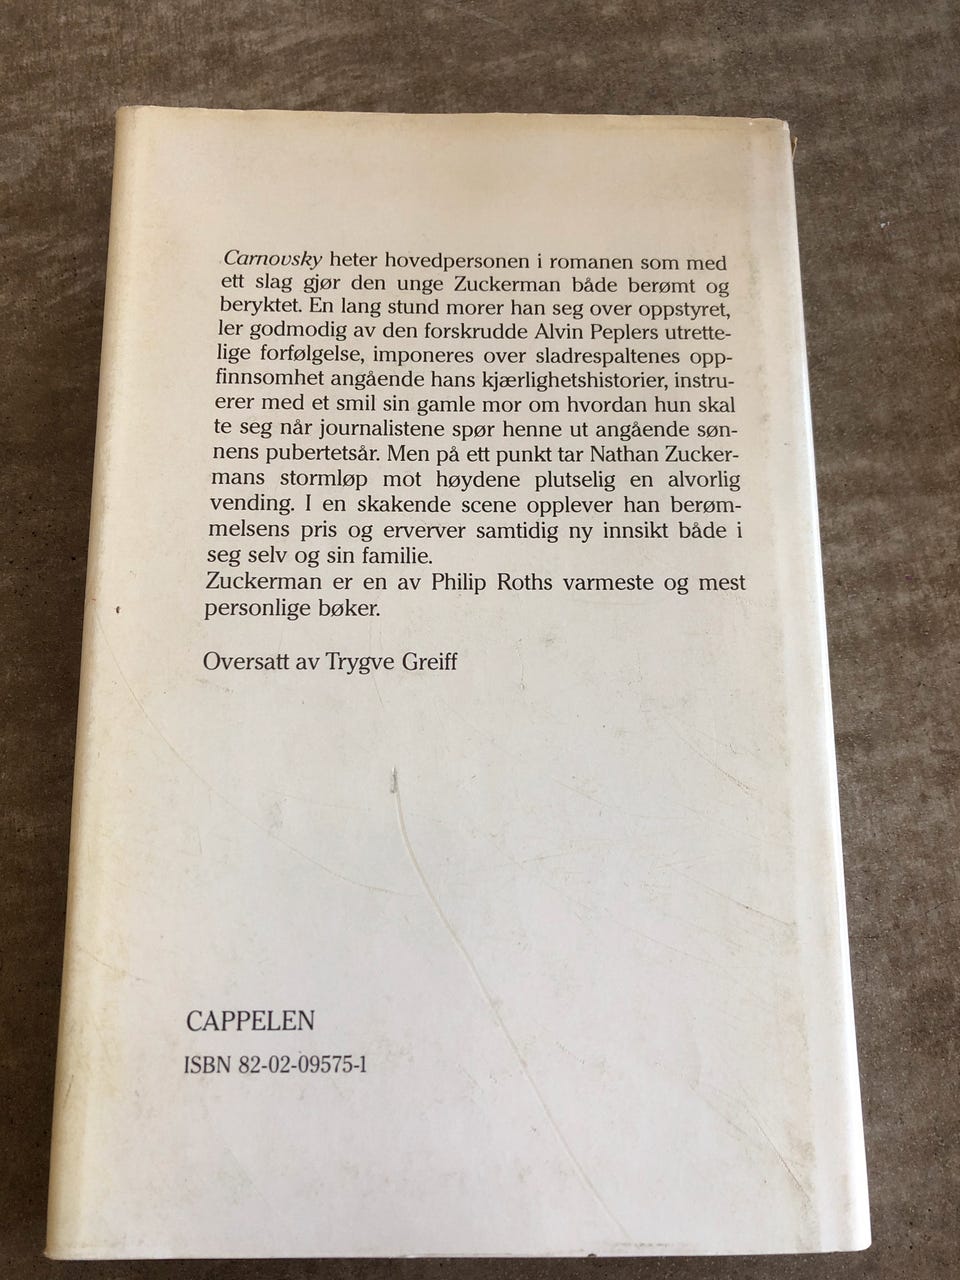 Carnovsky heter hovedpersonen i romanen som med
ett slag gjør den unge Zuckerman både berømt og
beryktet. En lang stund morer han seg over oppstyret,
ler godmodig av den forskrudde Alvin Peplers utrette-
lige forfølgelse, imponeres over sladrespaltenes opp-
finnsomhet angående hans kjærlighetshistorier, instru-
erer med et smil sin gamle mor om hvordan hun skal
te seg når journalistene spør henne ut angående søn-
nens pubertetsår. Men på ett punkt tar Nathan Zucker-
mans stormløp mot høydene plutselig en alvorlig
vending. I en skakende scene opplever han berøm-
melsens pris og erverver samtidig ny innsikt både i
seg selv og sin familie.
Zuckerman er en av Philip Roths varmeste og mest
personlige bøker.
Oversatt av Trygve Greiff
CAPPELEN
ISBN 82-02-09575-1